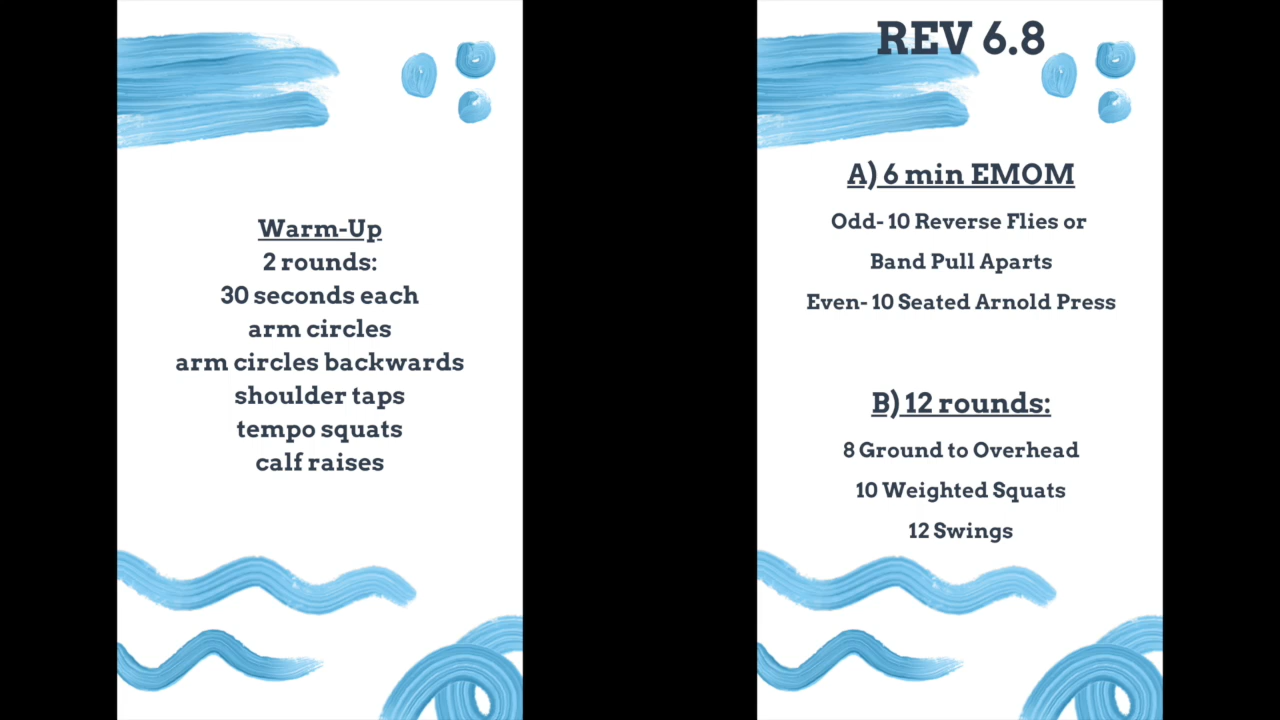 Warm-Up
2 rounds:
30 seconds each
arm circles
arm circles backwards
shoulder taps
tempo squats
calf raises
REV 6.8
A) 6 min EMOM
Odd- 10 Reverse Flies or
Band Pull Aparts
Even- 10 Seated Arnold Press
B) 12 rounds:
8 Ground to Overhead
10 Weighted Squats
12 Swings